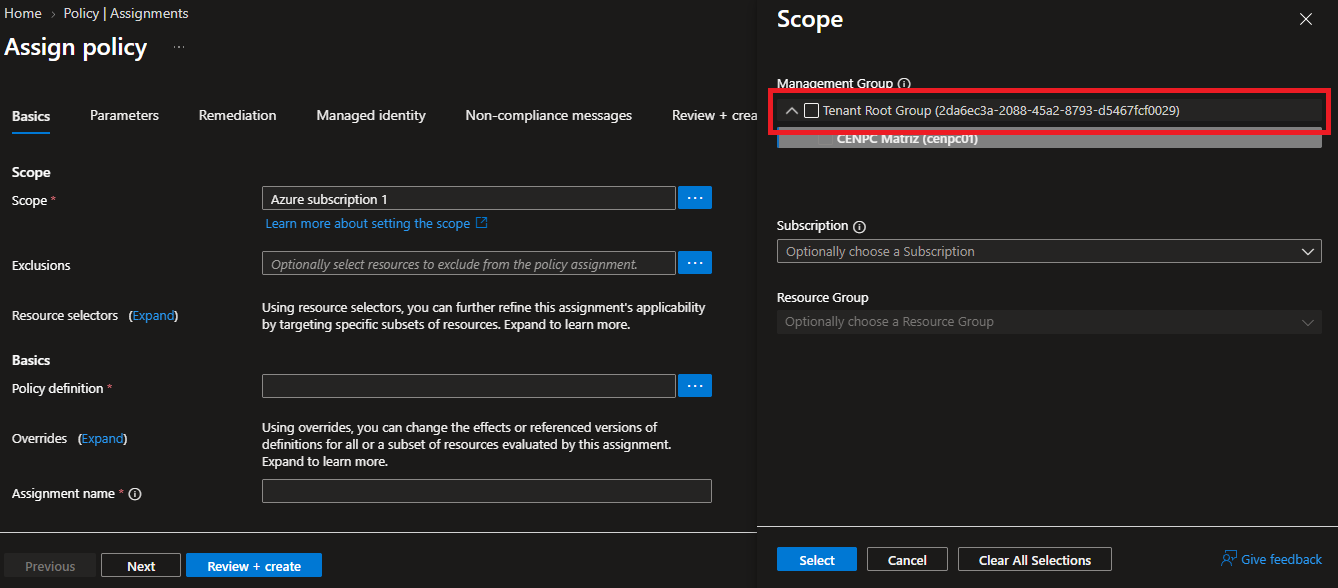 Home > Policy | Assignments
Assign policy ...
Basics
Parameters
Remediation
Managed identity
Non-compliance messages
Review + crea
Scope
Scope *
Azure subscription 1
...
Learn more about setting the scope
Exclusions
Optionally select resources to exclude from the policy assignment.
...
Resource selectors (Expand)
Using resource selectors, you can further refine this assignment's applicability
by targeting specific subsets of resources. Expand to learn more.
Basics
Policy definition *
...
Overrides (Expand)
Using overrides, you can change the effects or referenced versions of
definitions for all or a subset of resources evaluated by this assignment.
Expand to learn more.
Assignment name *
Previous
Next
Review + create
Scope
Management Group
Tenant Root Group (2da6ec3a-2088-45a2-8793-d5467fcf0029)
CENPC Matriz (cenpc01)
Subscription
Optionally choose a Subscription
Resource Group
Optionally choose a Resource Group
Select
Cancel
Clear All Selections
Give feedback